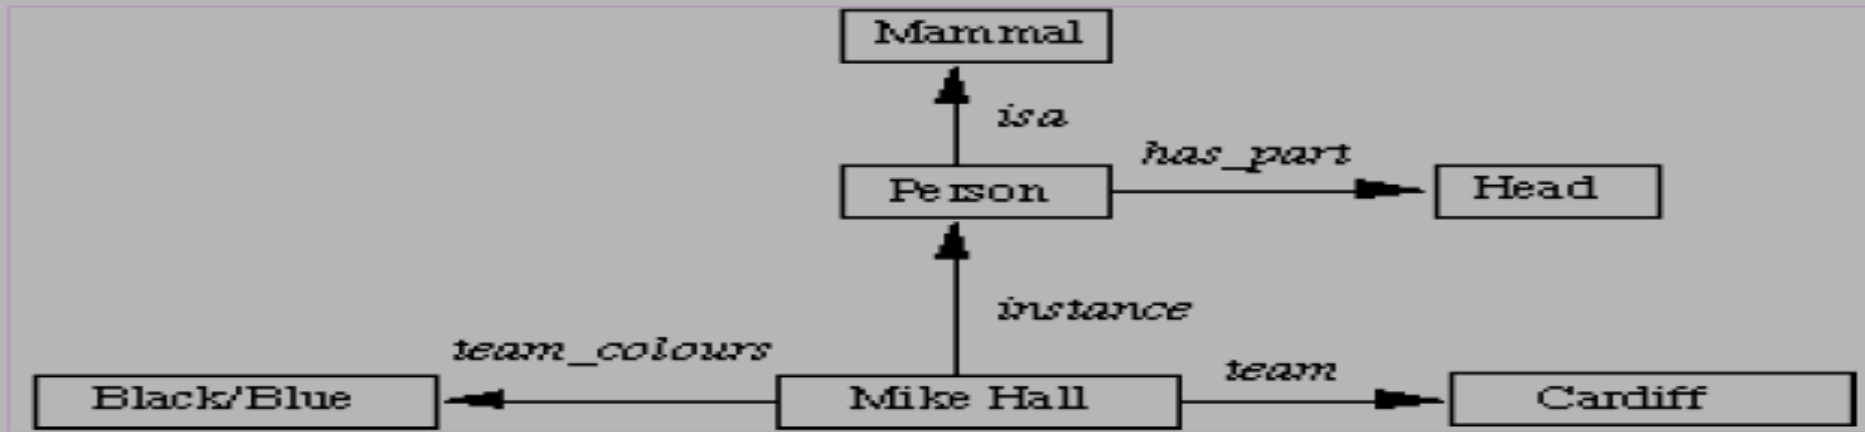 Mammal
isa
has_part
Person
Head
instance
team_colours
team
Black/Blue
Mike Hall
Cardiff